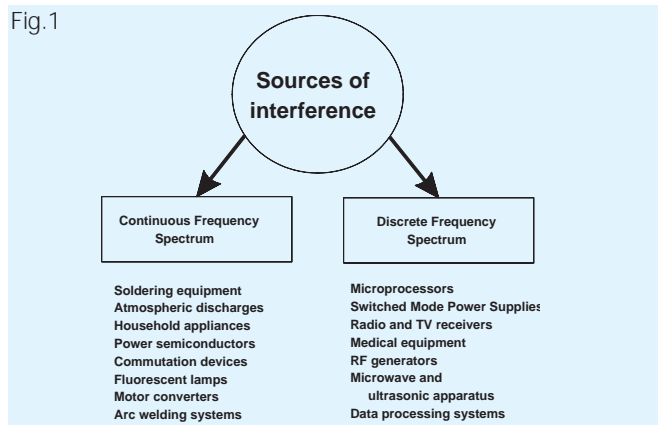 Fig.1
Sources of
interference
Continuous Frequency
Spectrum
Discrete Frequency
Spectrum
Soldering equipment
Atmospheric discharges
Household appliances
Power semiconductors
Commutation devices
Fluorescent lamps
Motor converters
Arc welding systems
Microprocessors
Switched Mode Power Supplies
Radio and TV receivers
Medical equipment
RF generators
Microwave and
ultrasonic apparatus
Data processing systems